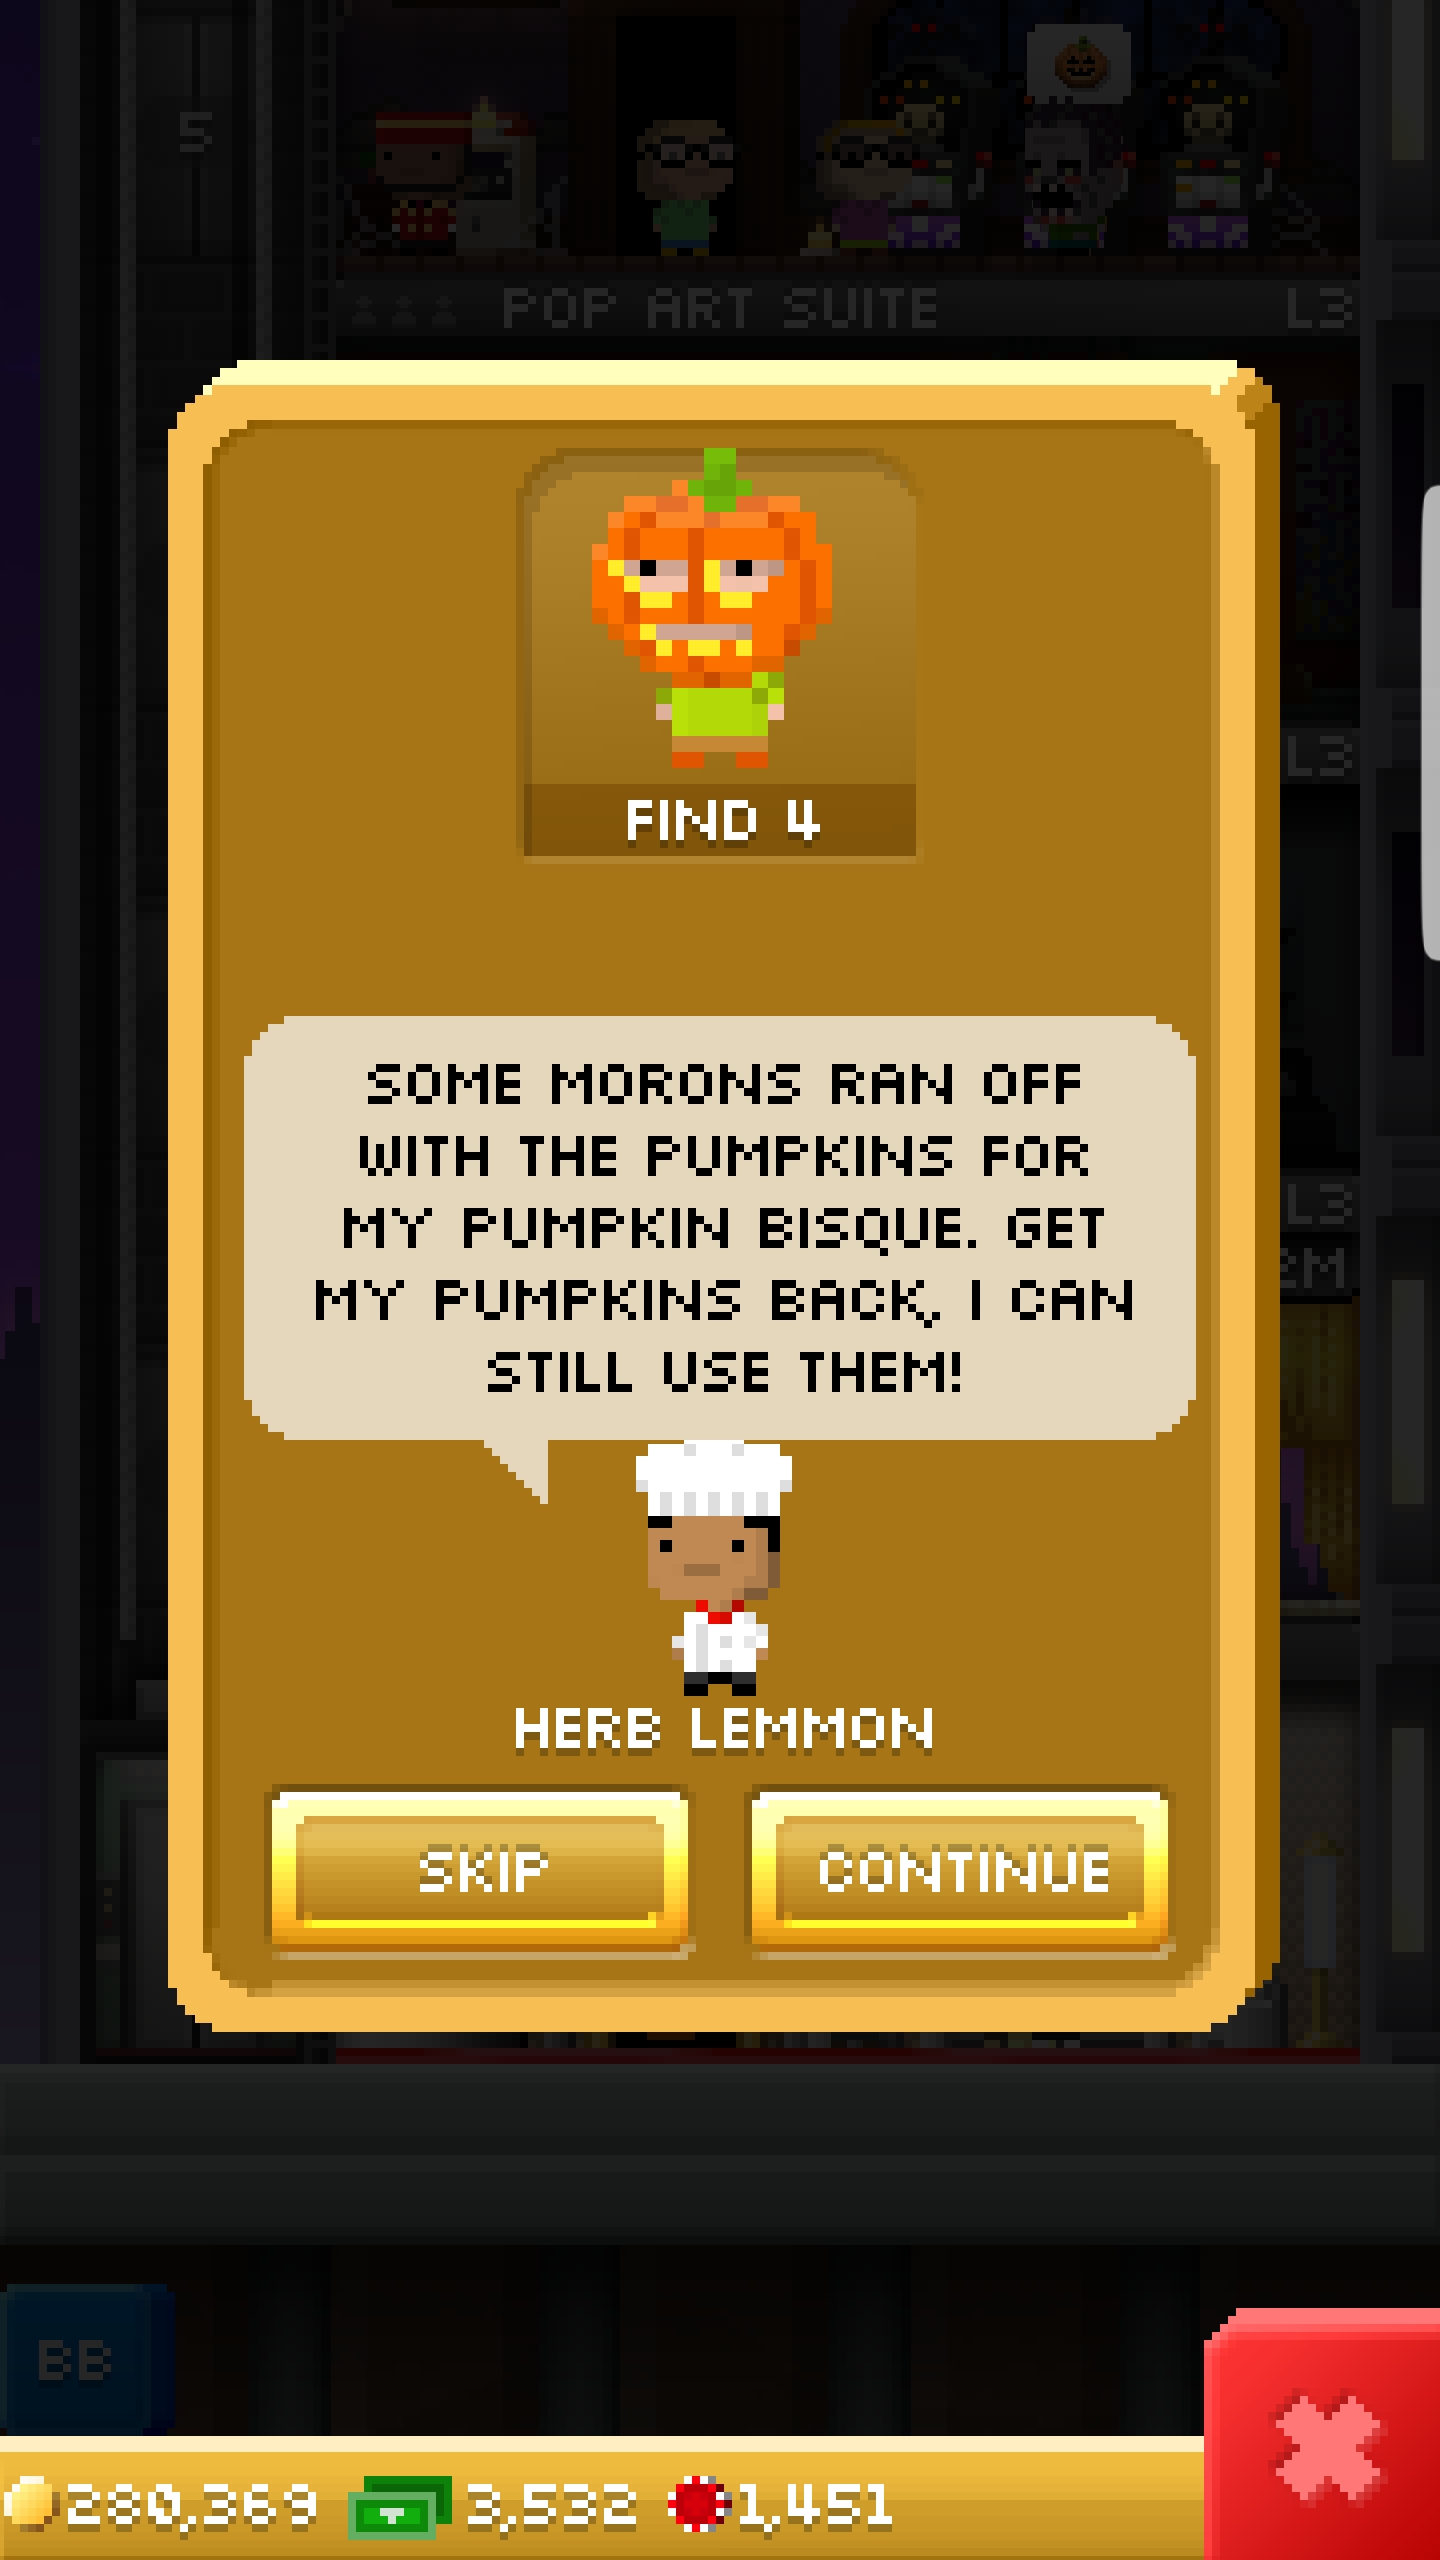 5
POP ART SUITE L3
FIND 4
L3
SOME MORONS RAN OFF
WITH THE PUMPKINS FOR
MY PUMPKIN BISQUE. GET
MY PUMPKINS BACK, I CAN
STILL USE THEM!
L3
HERB LEMMON
SKIP
CONTINUE
BB
280,369 3,532 1,451